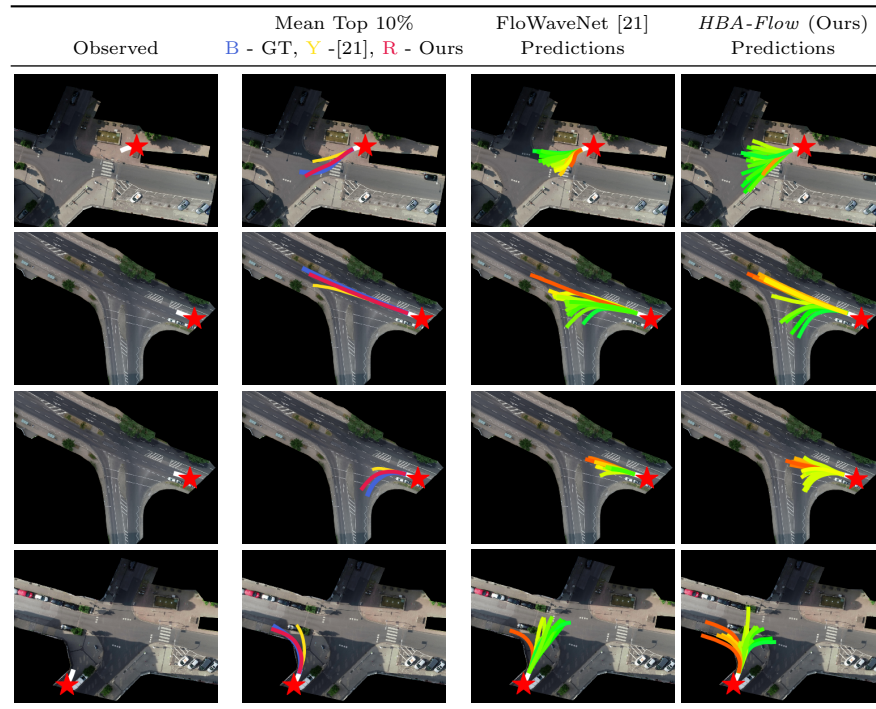 Mean Top 10% FloWaveNet [21] HBA-Flow (Ours)
Observed B - GT, Y -[21], R - Ours Predictions Predictions